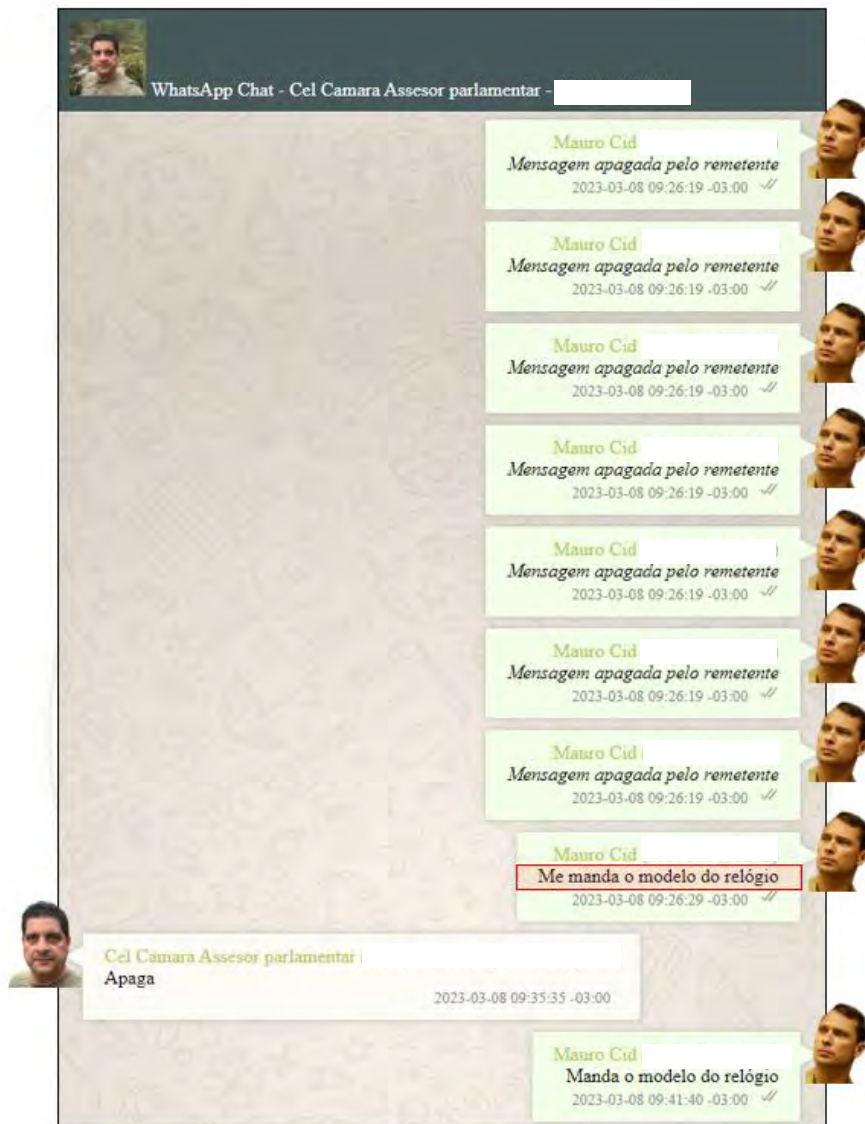 WhatsApp Chat - Cel Camara Assesor parlamentar -
Mauro Cid
Mensagem apagada pelo remetente
2023-03-08 09:26:19 -03:00
Mauro Cid
Mensagem apagada pelo remetente
2023-03-08 09:26:19 -03:00
Mauro Cid
Mensagem apagada pelo remetente
2023-03-08 09:26:19 -03:00
Mauro Cid
Mensagem apagada pelo remetente
2023-03-08 09:26:19 -03:00
Mauro Cid
Mensagem apagada pelo remetente
2023-03-08 09:26:19 -03:00
Mauro Cid
Mensagem apagada pelo remetente
2023-03-08 09:26:19 -03:00
Mauro Cid
Mensagem apagada pelo remetente
2023-03-08 09:26:19 -03:00
Mauro Cid
Me manda o modelo do relógio
2023-03-08 09:26:29 -03:00
Cel Camara Assesor parlamentar
Apaga
2023-03-08 09:35:35 -03:00
Mauro Cid
Manda o modelo do relógio
2023-03-08 09:41:40 -03:00